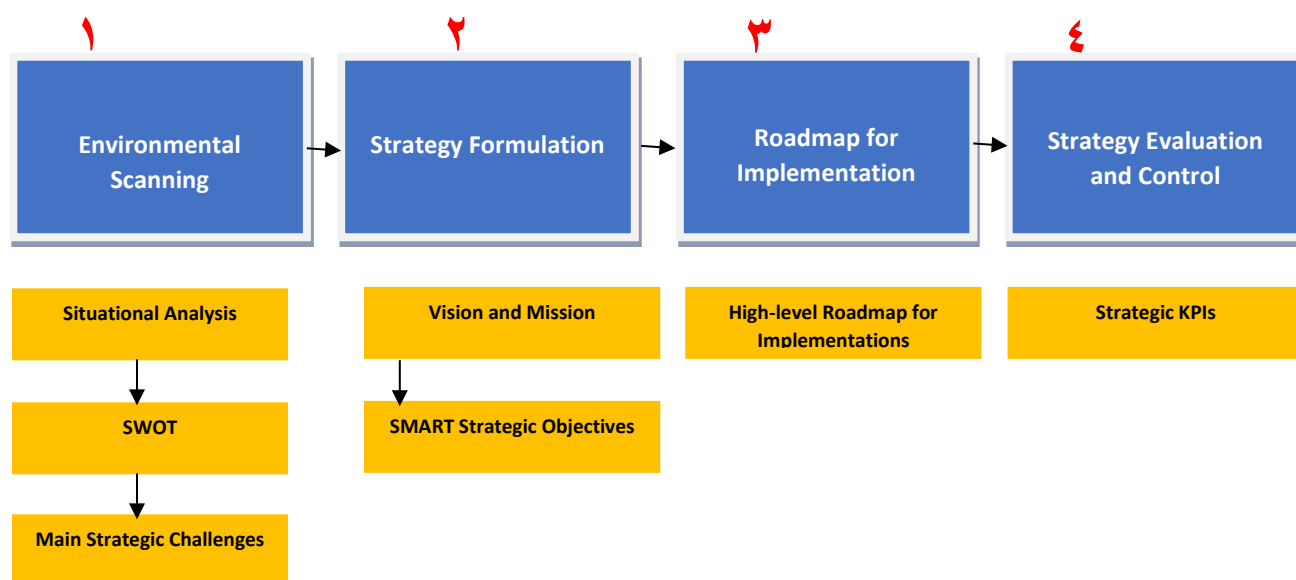 ١
٢
٣
٤
Environmental
Scanning
Strategy Formulation
Roadmap for
Implementation
Strategy Evaluation
and Control
Situational Analysis
SWOT
Main Strategic Challenges
Vision and Mission
SMART Strategic Objectives
High-level Roadmap for
Implementations
Strategic KPIs